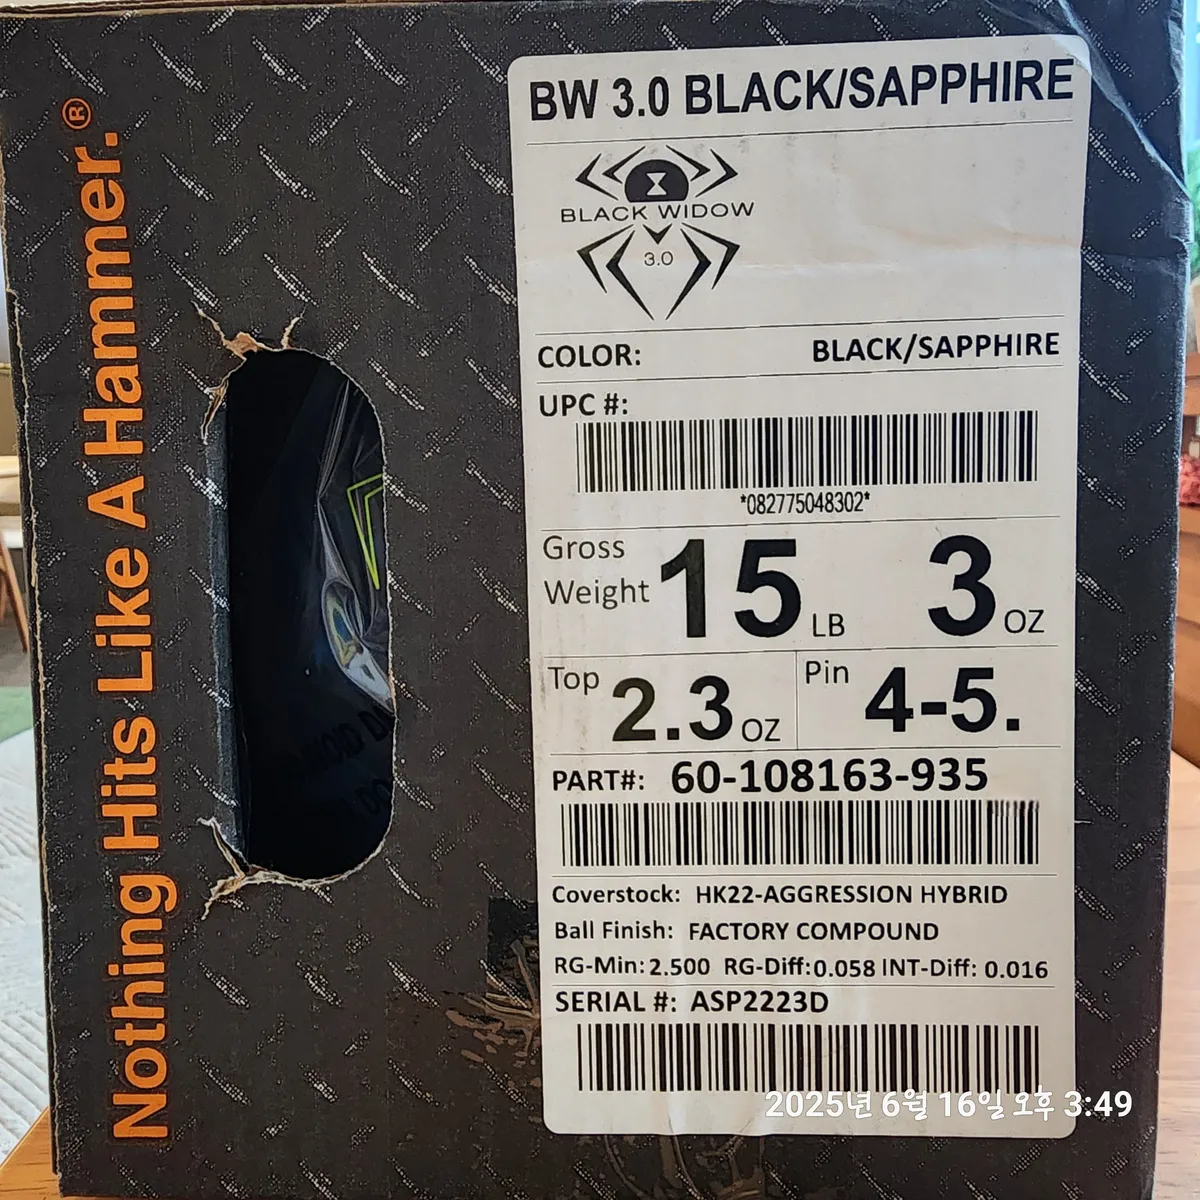 Nothing Hits Like A Hammer.®
BW 3.0 BLACK/SAPPHIRE
BLACK WIDOW
3.0
COLOR: BLACK/SAPPHIRE
UPC #:
*082775048302*
Gross Weight 15 LB 3 OZ
Top 2.3 OZ Pin 4-5.
PART#: 60-108163-935
Coverstock: HK22-AGGRESSION HYBRID
Ball Finish: FACTORY COMPOUND
RG-Min: 2.500 RG-Diff: 0.058 INT-Diff: 0.016
SERIAL #: ASP2223D
2025년 6월 16일 오후 3:49